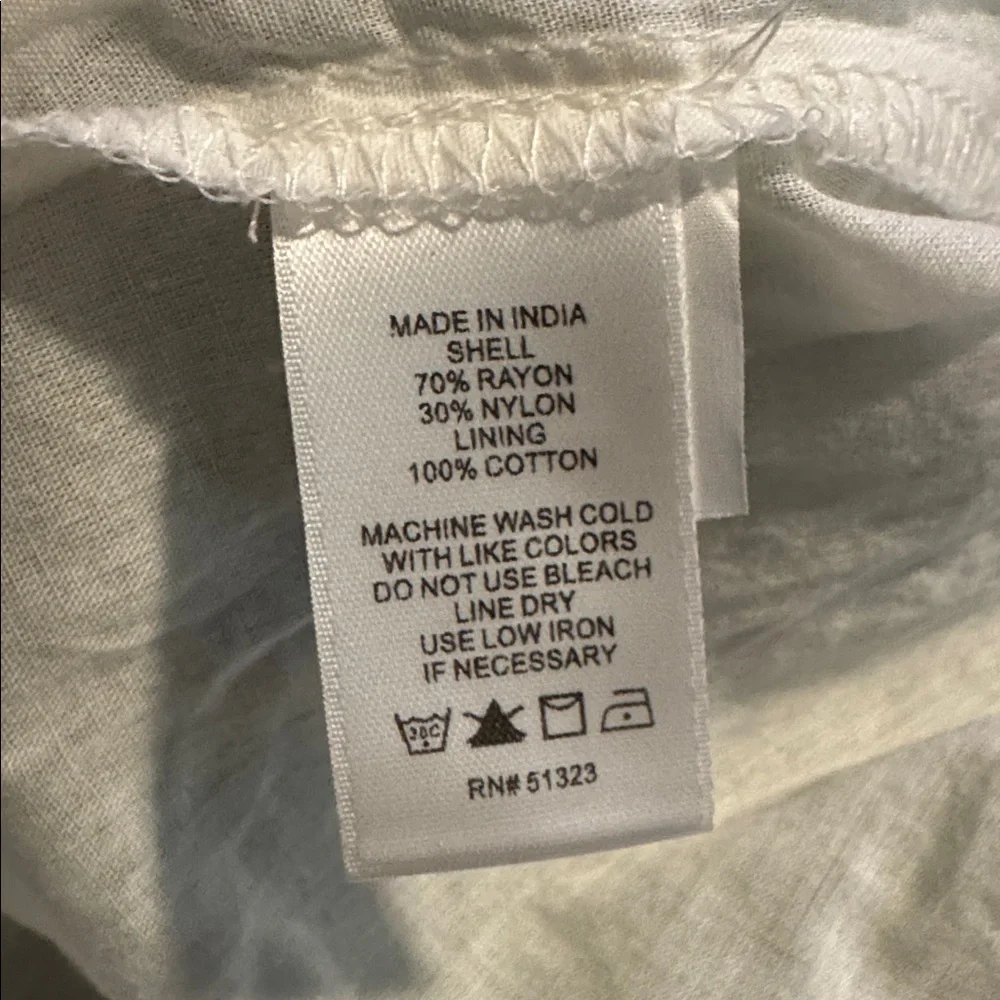 MADE IN INDIA
SHELL
70% RAYON
30% NYLON
LINING
100% COTTON
MACHINE WASH COLD
WITH LIKE COLORS
DO NOT USE BLEACH
LINE DRY
USE LOW IRON
IF NECESSARY
30C
RN# 51323